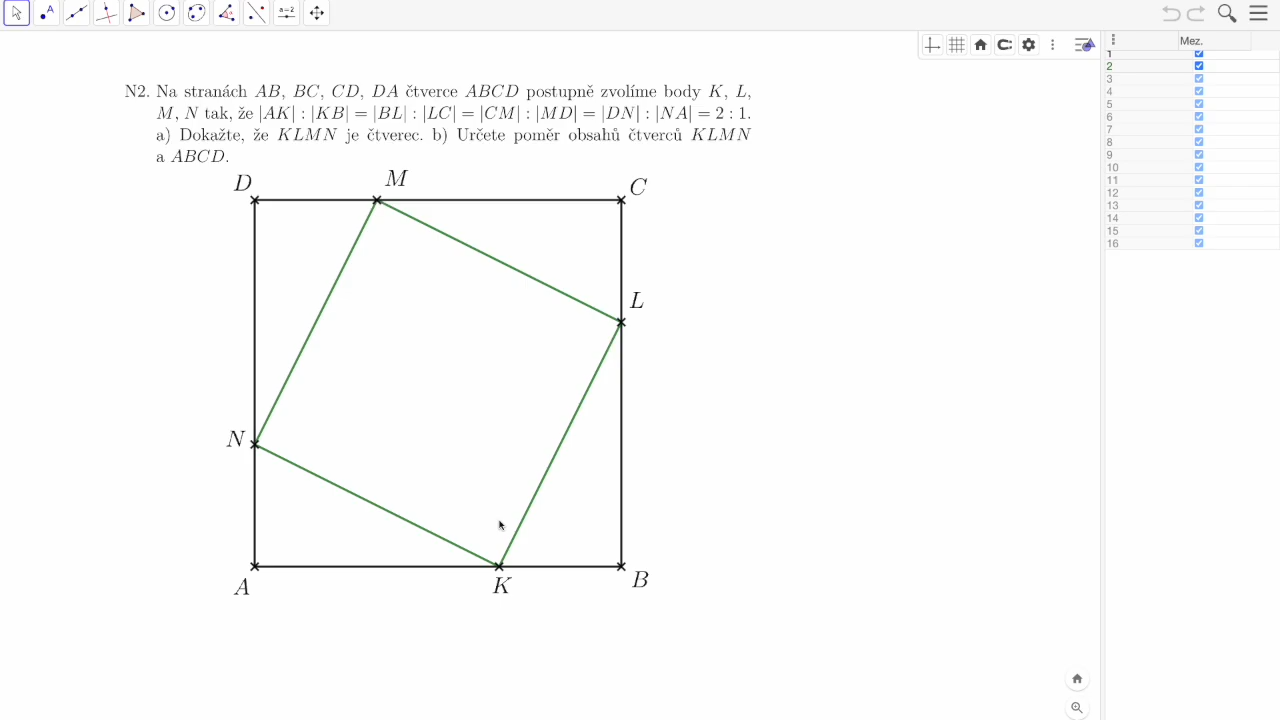 A
a=2
Mez.
N2. Na stranách AB, BC, CD, DA čtverce ABCD postupně zvolíme body K, L,
M, N tak, že |AK| : |KB| = |BL| : |LC| = |CM| : |MD| = |DN| : |NA| = 2 : 1.
a) Dokažte, že KLMN je čtverec. b) Určete poměr obsahů čtverců KLMN
a ABCD.
D
M
C
L
N
A
K
B
1
2
3
4
5
6
7
8
9
10
11
12
13
14
15
16